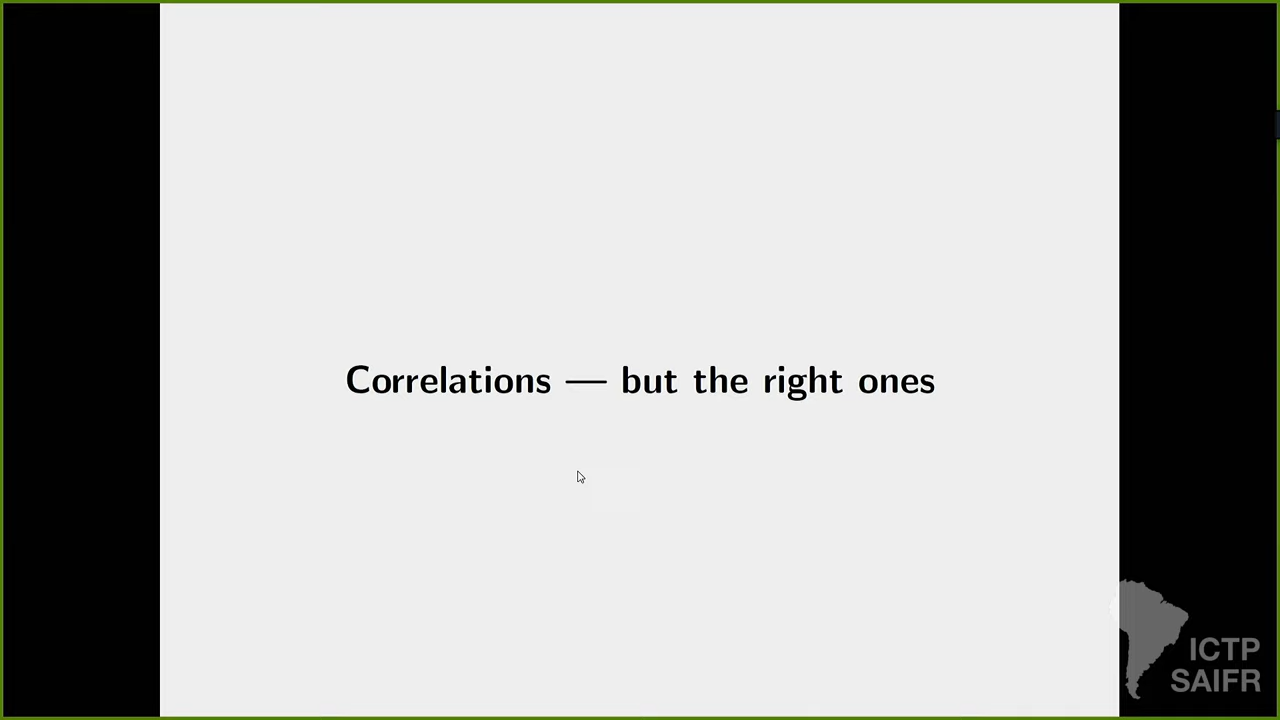 Correlations — but the right ones
ICTP
SAIFR